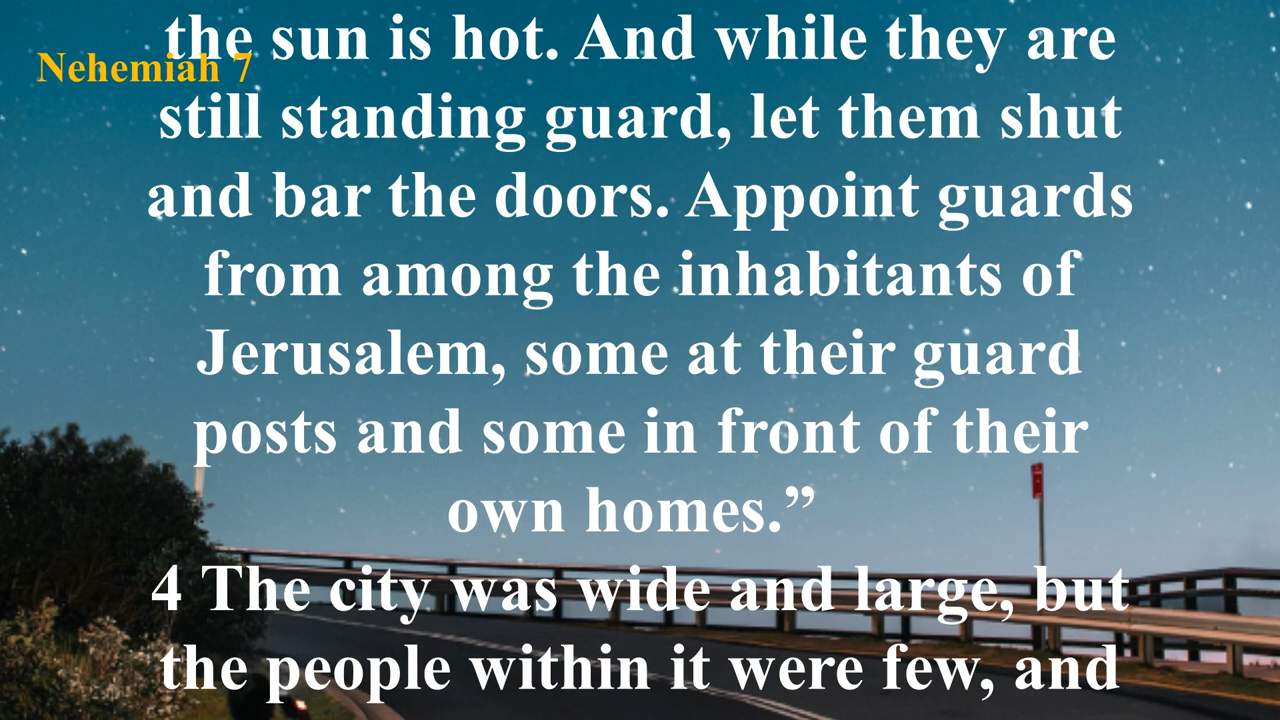 Nehemiah 7
the sun is hot. And while they are
still standing guard, let them shut
and bar the doors. Appoint guards
from among the inhabitants of
Jerusalem, some at their guard
posts and some in front of their
own homes.”
4 The city was wide and large, but
the people within it were few, and